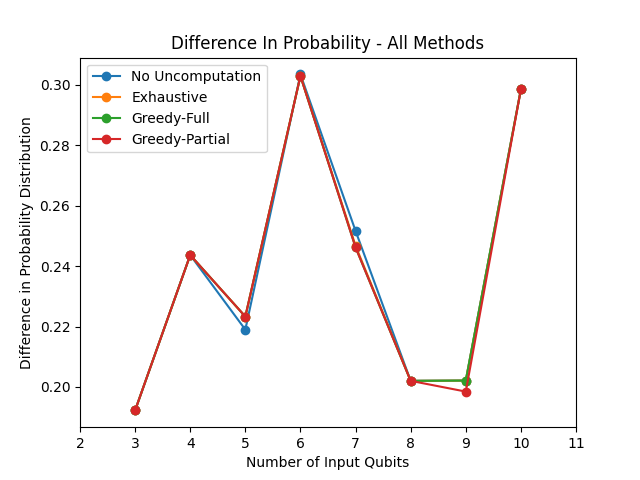 Difference In Probability - All Methods
No Uncomputation
Exhaustive
Greedy-Full
Greedy-Partial
Difference in Probability Distribution
0.30
0.28
0.26
0.24
0.22
0.20
2 3 4 5 6 7 8 9 10 11
Number of Input Qubits